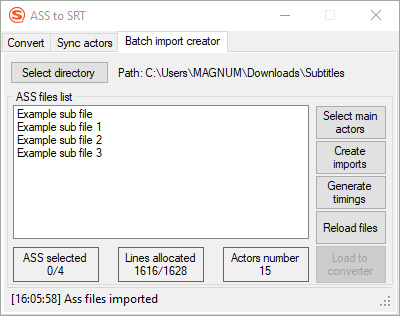 ASS to SRT
Convert
Sync actors
Batch import creator
Select directory
Path: C:\Users\MAGNUM\Downloads\Subtitles
ASS files list
Example sub file
Example sub file 1
Example sub file 2
Example sub file 3
Select main
actors
Create
imports
Generate
timings
Reload files
Load to
converter
ASS selected
0/4
Lines allocated
1616/1628
Actors number
15
[16:05:58] Ass files imported